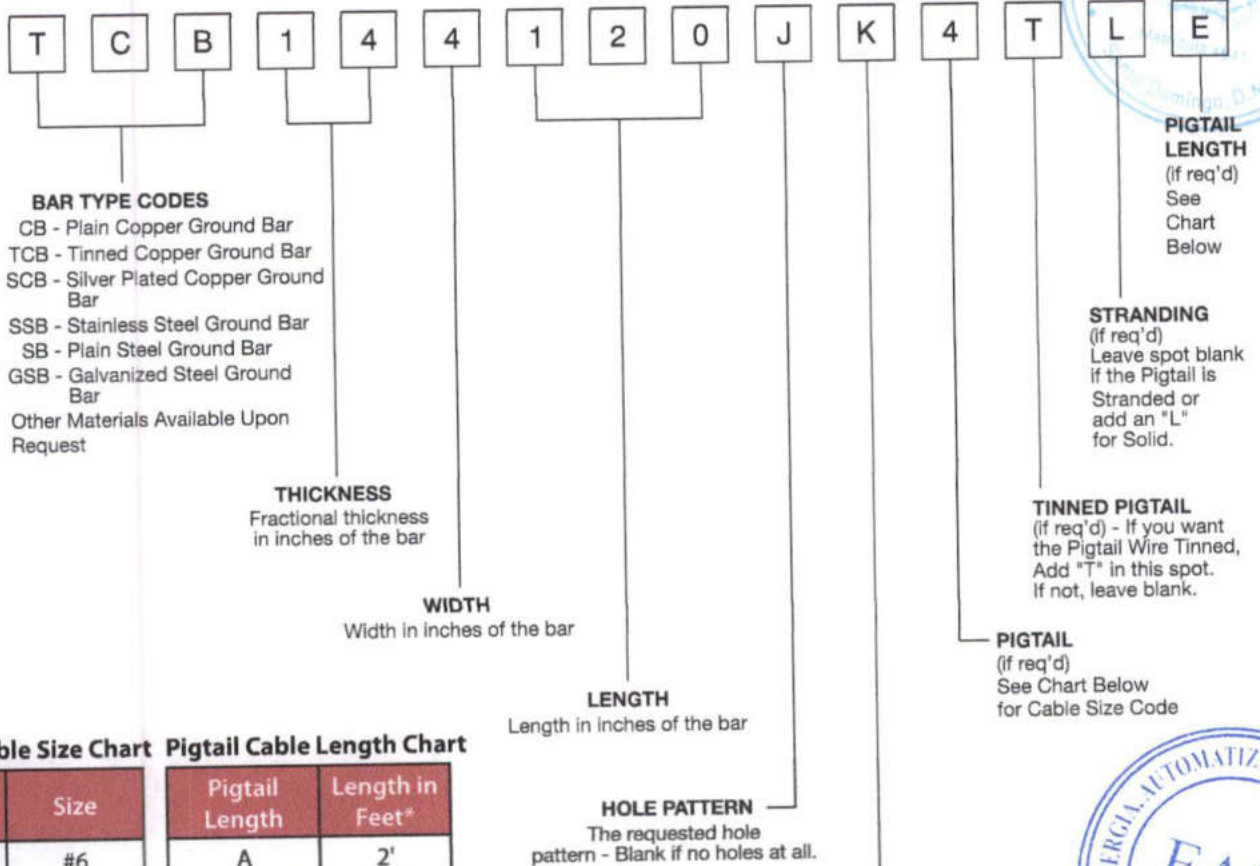 T C B 1 4 4 1 2 0 J K 4 T L E
BAR TYPE CODES
CB - Plain Copper Ground Bar
TCB - Tinned Copper Ground Bar
SCB - Silver Plated Copper Ground
Bar
SSB - Stainless Steel Ground Bar
SB - Plain Steel Ground Bar
GSB - Galvanized Steel Ground
Bar
Other Materials Available Upon
Request
THICKNESS
Fractional thickness
in inches of the bar
WIDTH
Width in inches of the bar
LENGTH
Length in inches of the bar
HOLE PATTERN
The requested hole
pattern - Blank if no holes at all.
PIGTAIL
(if req'd)
See Chart Below
for Cable Size Code
TINNED PIGTAIL
(if req'd) - If you want
the Pigtail Wire Tinned,
Add "T" in this spot.
If not, leave blank.
STRANDING
(if req'd)
Leave spot blank
if the Pigtail is
Stranded or
add an "L"
for Solid.
PIGTAIL
LENGTH
(if req'd)
See
Chart
Below
Size Chart
Size
#6
Pigtail Cable Length Chart
Pigtail Length
Length in Feet*
A 2'
Domingo, D.N